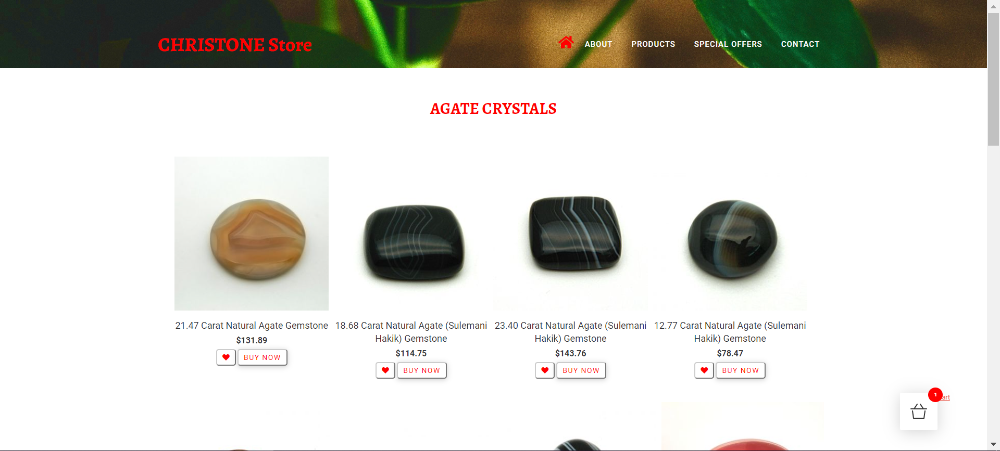 CHRISTONE Store
ABOUT PRODUCTS SPECIAL OFFERS CONTACT
AGATE CRYSTALS
21.47 Carat Natural Agate Gemstone
$131.89
BUY NOW
18.68 Carat Natural Agate (Sulemani
Hakik) Gemstone
$114.75
BUY NOW
23.40 Carat Natural Agate (Sulemani
Hakik) Gemstone
$143.76
BUY NOW
12.77 Carat Natural Agate (Sulemani
Hakik) Gemstone
$78.47
BUY NOW
1
art